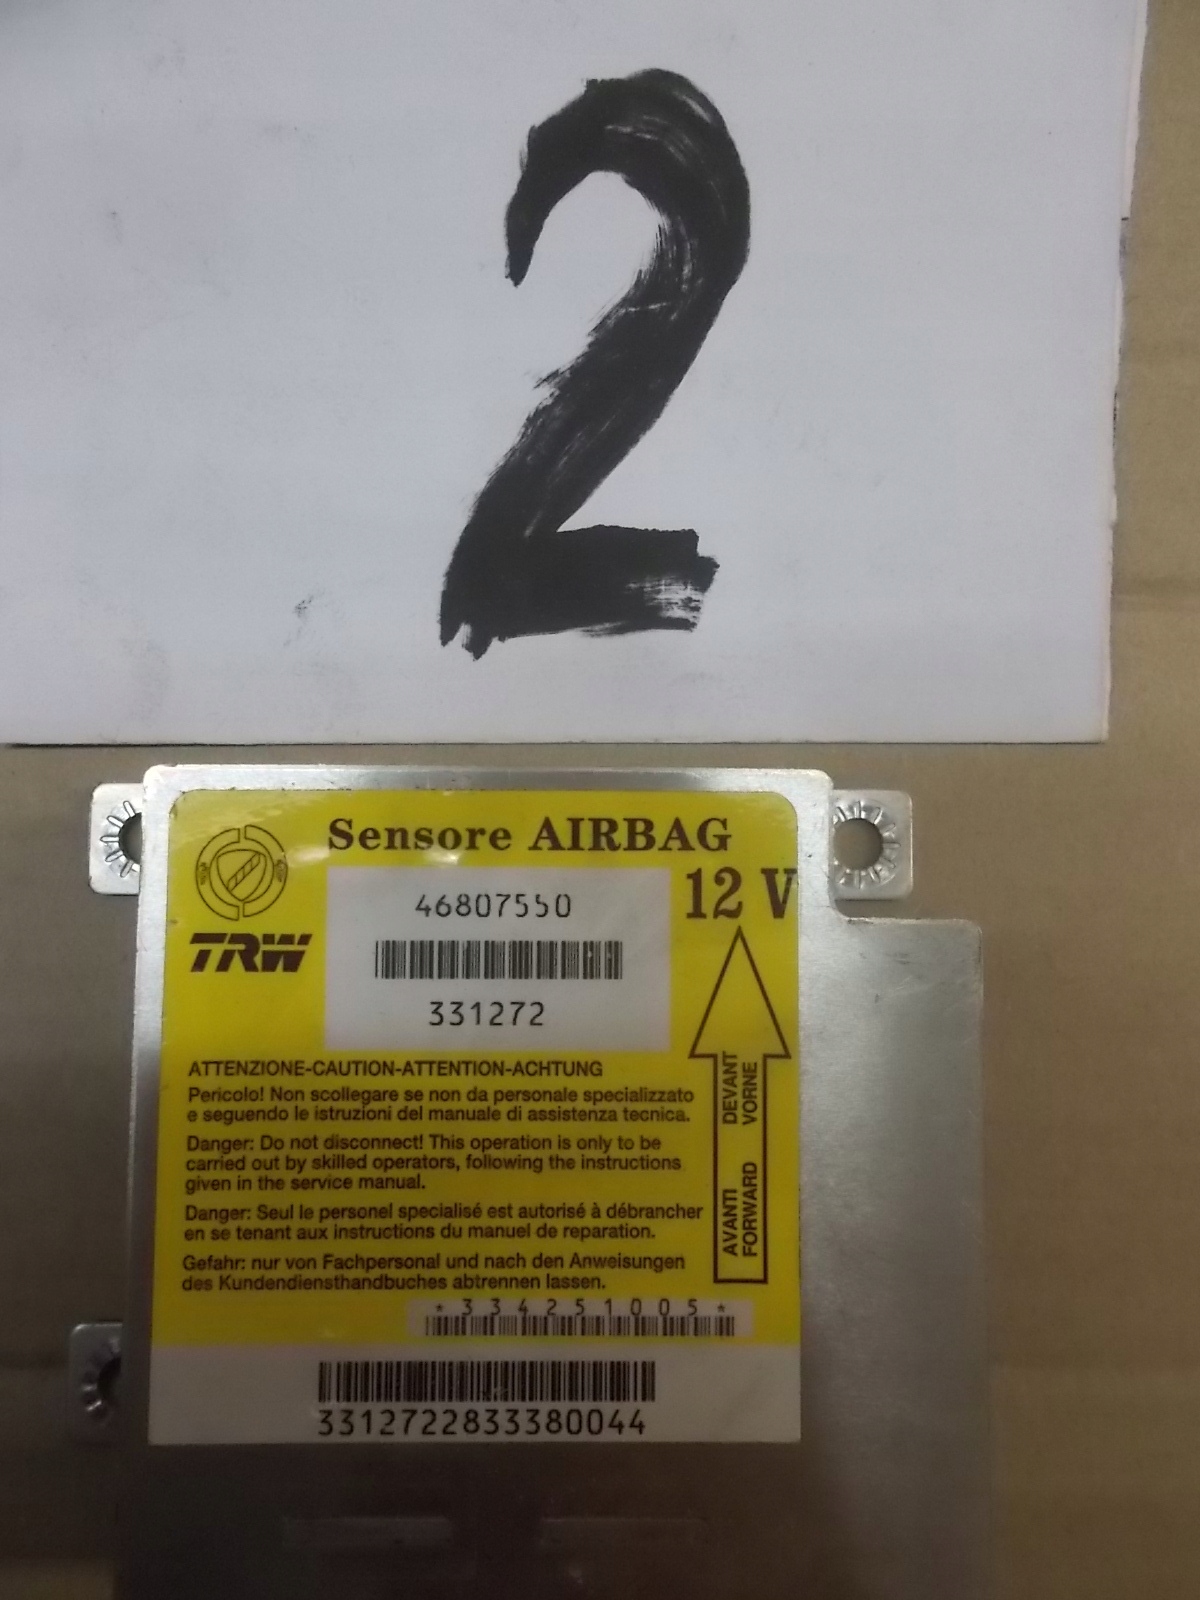 2
Sensore AIRBAG
46807550
12 V
TRW
331272
ATTENZIONE-CAUTION-ATTENTION-ACHTUNG
Pericolo! Non scollegare se non da personale specializzato
e seguendo le istruzioni del manuale di assistenza tecnica.
Danger: Do not disconnect! This operation is only to be
carried out by skilled operators, following the instructions
given in the service manual.
Danger: Seul le personel specialisé est autorisé à débrancher
en se tenant aux instructions du manuel de reparation.
Gefahr: nur von Fachpersonal und nach den Anweisungen
des Kundendiensthandbuches abtrennen lassen.
AVANTI DEVANT
FORWARD VORNE
*334251005*
3312722833380044